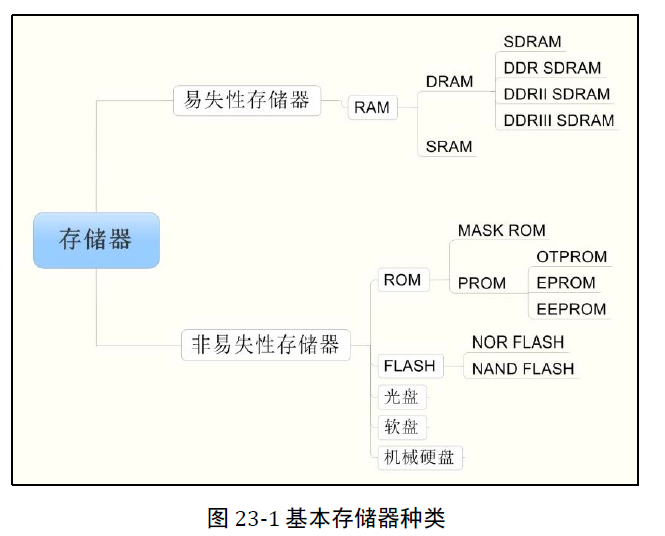 存储器
易失性存储器
RAM
DRAM
SDRAM
DDR SDRAM
DDRII SDRAM
DDRIII SDRAM
SRAM
非易失性存储器
ROM
MASK ROM
PROM
OTPROM
EPROM
EEPROM
FLASH
NOR FLASH
NAND FLASH
光盘
软盘
机械硬盘
图 23-1 基本存储器种类